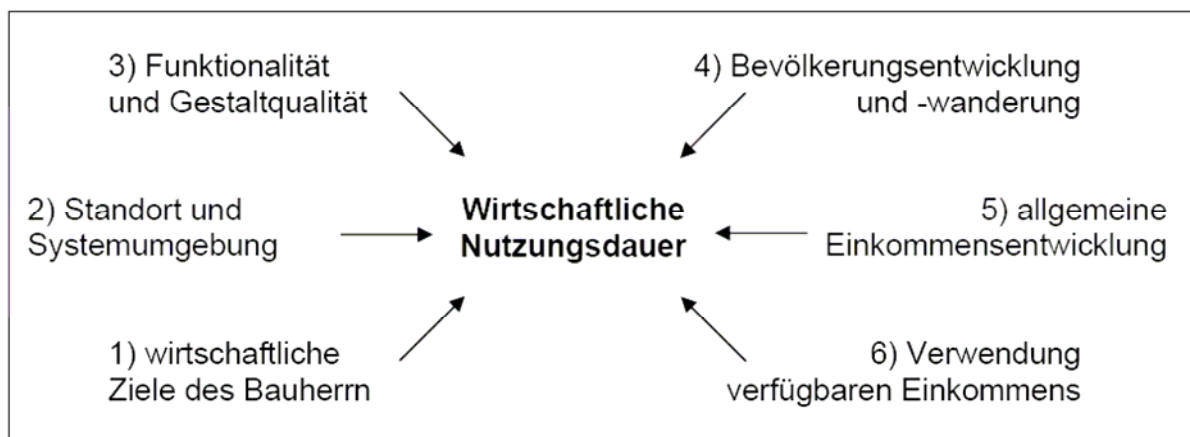 3) Funktionalität
und Gestaltqualität
4) Bevölkerungsentwicklung
und -wanderung
2) Standort und
Systemumgebung
Wirtschaftliche
Nutzungsdauer
5) allgemeine
Einkommensentwicklung
1) wirtschaftliche
Ziele des Bauherrn
6) Verwendung
verfügbaren Einkommens